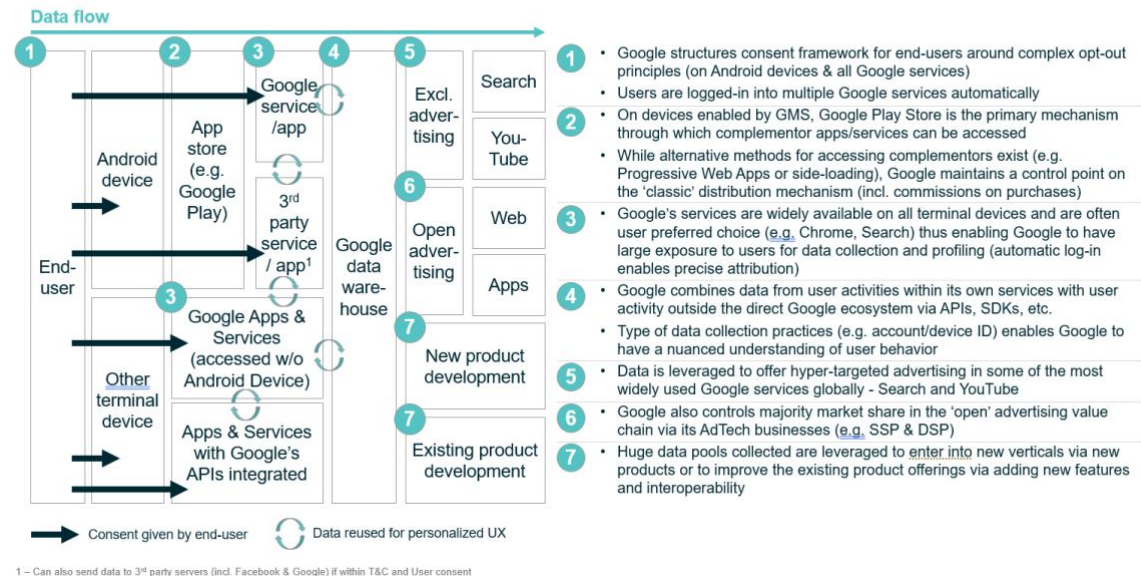 Data flow
1
2
3
4
5
End-
user
Android
device
App
store
(e.g.
Google
Play)
Google
service
/app
3rd
party
service
/ app1
Other
terminal
device
3
Google Apps &
Services
(accessed w/o
Android Device)
Apps & Services
with Google's
APIs integrated
Google
data
ware-
house
Excl.
adver-
tising
Search
You-
Tube
6
Open
adver-
tising
Web
Apps
7
New product
development
7
Existing product
development
Consent given by end-user
Data reused for personalized UX
1
• Google structures consent framework for end-users around complex opt-out
principles (on Android devices & all Google services)
• Users are logged-in into multiple Google services automatically
2
• On devices enabled by GMS, Google Play Store is the primary mechanism
through which complementor apps/services can be accessed
• While alternative methods for accessing complementors exist (e.g.
Progressive Web Apps or side-loading), Google maintains a control point on
the 'classic' distribution mechanism (incl. commissions on purchases)
3
• Google's services are widely available on all terminal devices and are often
user preferred choice (e.g. Chrome, Search) thus enabling Google to have
large exposure to users for data collection and profiling (automatic log-in
enables precise attribution)
4
• Google combines data from user activities within its own services with user
activity outside the direct Google ecosystem via APIs, SDKs, etc.
• Type of data collection practices (e.g. account/device ID) enables Google to
have a nuanced understanding of user behavior
5
• Data is leveraged to offer hyper-targeted advertising in some of the most
widely used Google services globally - Search and YouTube
6
• Google also controls majority market share in the 'open' advertising value
chain via its AdTech businesses (e.g. SSP & DSP)
7
• Huge data pools collected are leveraged to enter into new verticals via new
products or to improve the existing product offerings via adding new features
and interoperability
1 – Can also send data to 3rd party servers (incl. Facebook & Google) if within T&C and User consent